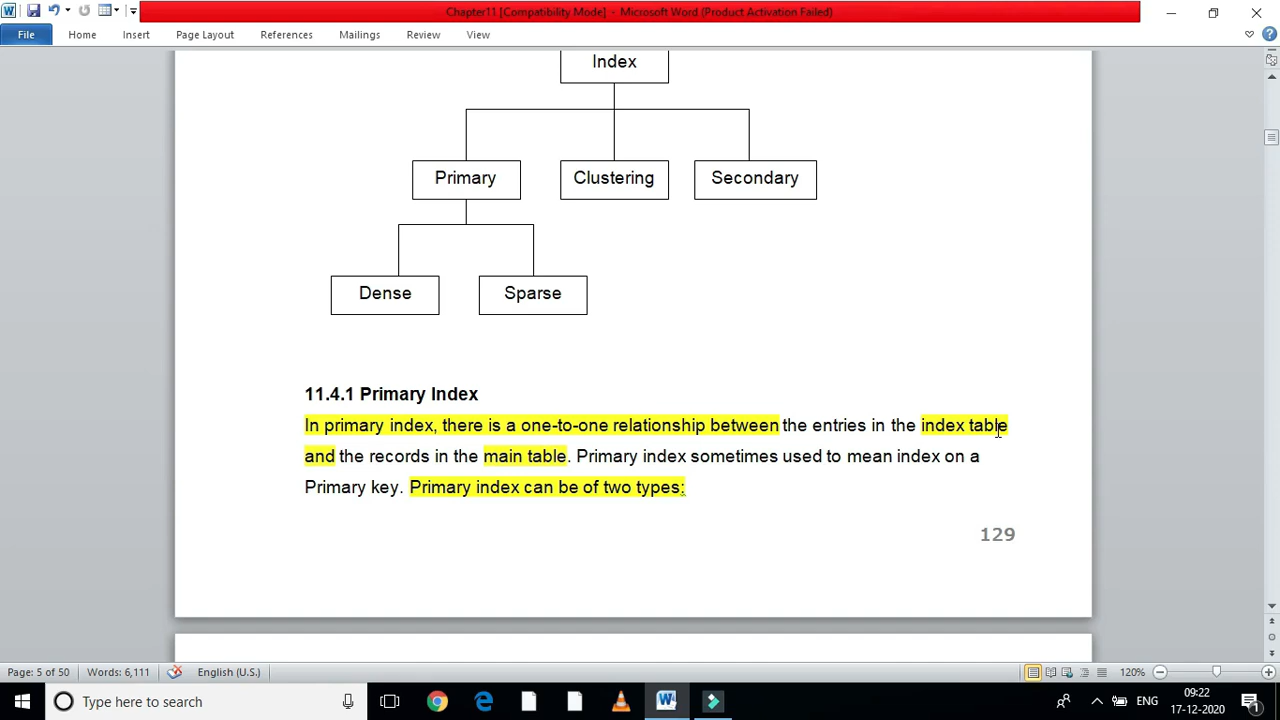 Chapter11 [Compatibility Mode] - Microsoft Word (Product Activation Failed)
File Home Insert Page Layout References Mailings Review View
Index
Primary Clustering Secondary
Dense Sparse
11.4.1 Primary Index
In primary index, there is a one-to-one relationship between the entries in the index table
and the records in the main table. Primary index sometimes used to mean index on a
Primary key. Primary index can be of two types:
129
Page: 5 of 50 Words: 6,111 English (U.S.) 120%
Type here to search ENG 09:22
17-12-2020